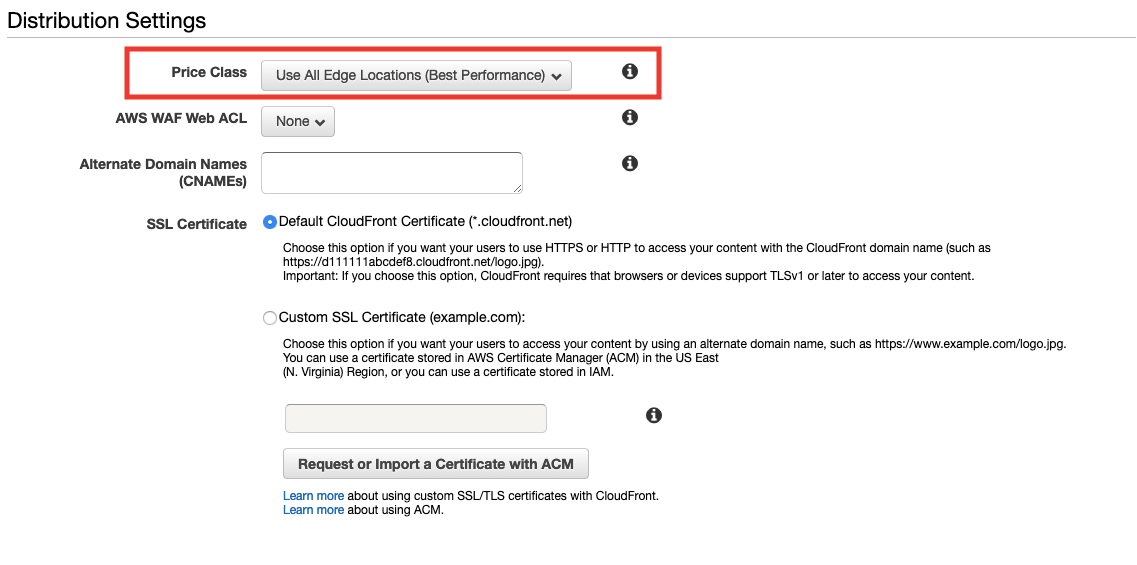 Distribution Settings
Price Class
Use All Edge Locations (Best Performance)
AWS WAF Web ACL
None
Alternate Domain Names
(CNAMEs)
SSL Certificate
Default CloudFront Certificate (*.cloudfront.net)
Choose this option if you want your users to use HTTPS or HTTP to access your content with the CloudFront domain name (such as
https://d111111abcdef8.cloudfront.net/logo.jpg).
Important: If you choose this option, CloudFront requires that browsers or devices support TLSv1 or later to access your content.
Custom SSL Certificate (example.com):
Choose this option if you want your users to access your content by using an alternate domain name, such as https://www.example.com/logo.jpg.
You can use a certificate stored in AWS Certificate Manager (ACM) in the US East
(N. Virginia) Region, or you can use a certificate stored in IAM.
Request or Import a Certificate with ACM
Learn more about using custom SSL/TLS certificates with CloudFront.
Learn more about using ACM.